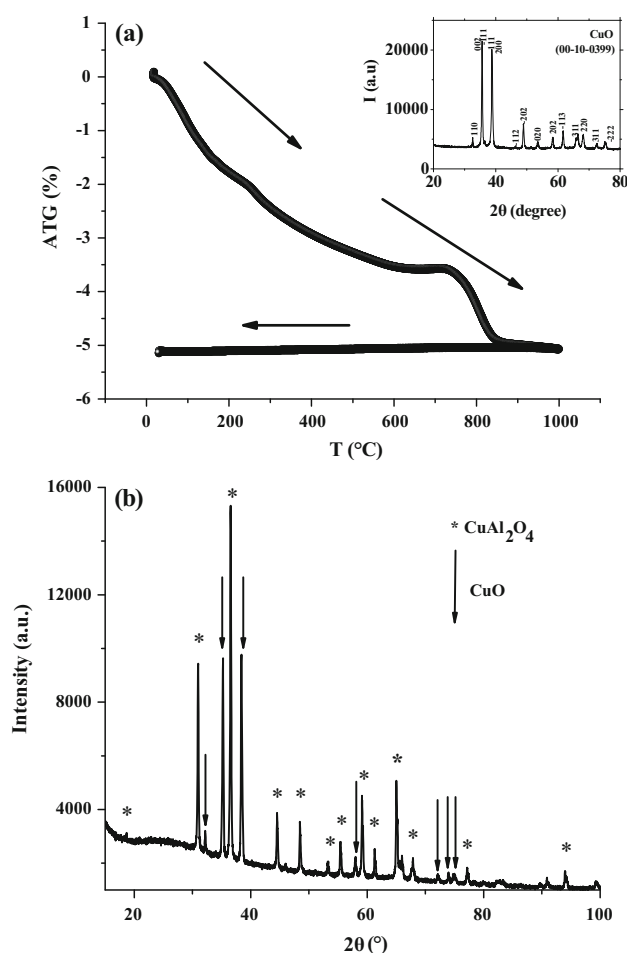 (a)
1
0
-1
-2
-3
-4
-5
-6
ATG (%)
0 200 400 600 800 1000
T (°C)
CuO
(00-10-0399)
20000
10000
0
I (a.u)
110
002
-111
111
200
-112
-202
020
202
-113
-311
220
311
-222
20 40 60 80
2θ (degree)
(b)
16000
12000
8000
4000
Intensity (a.u.)
* CuAl2O4
CuO
* * * * * * * * * * * * *
20 40 60 80 100
2θ (°)